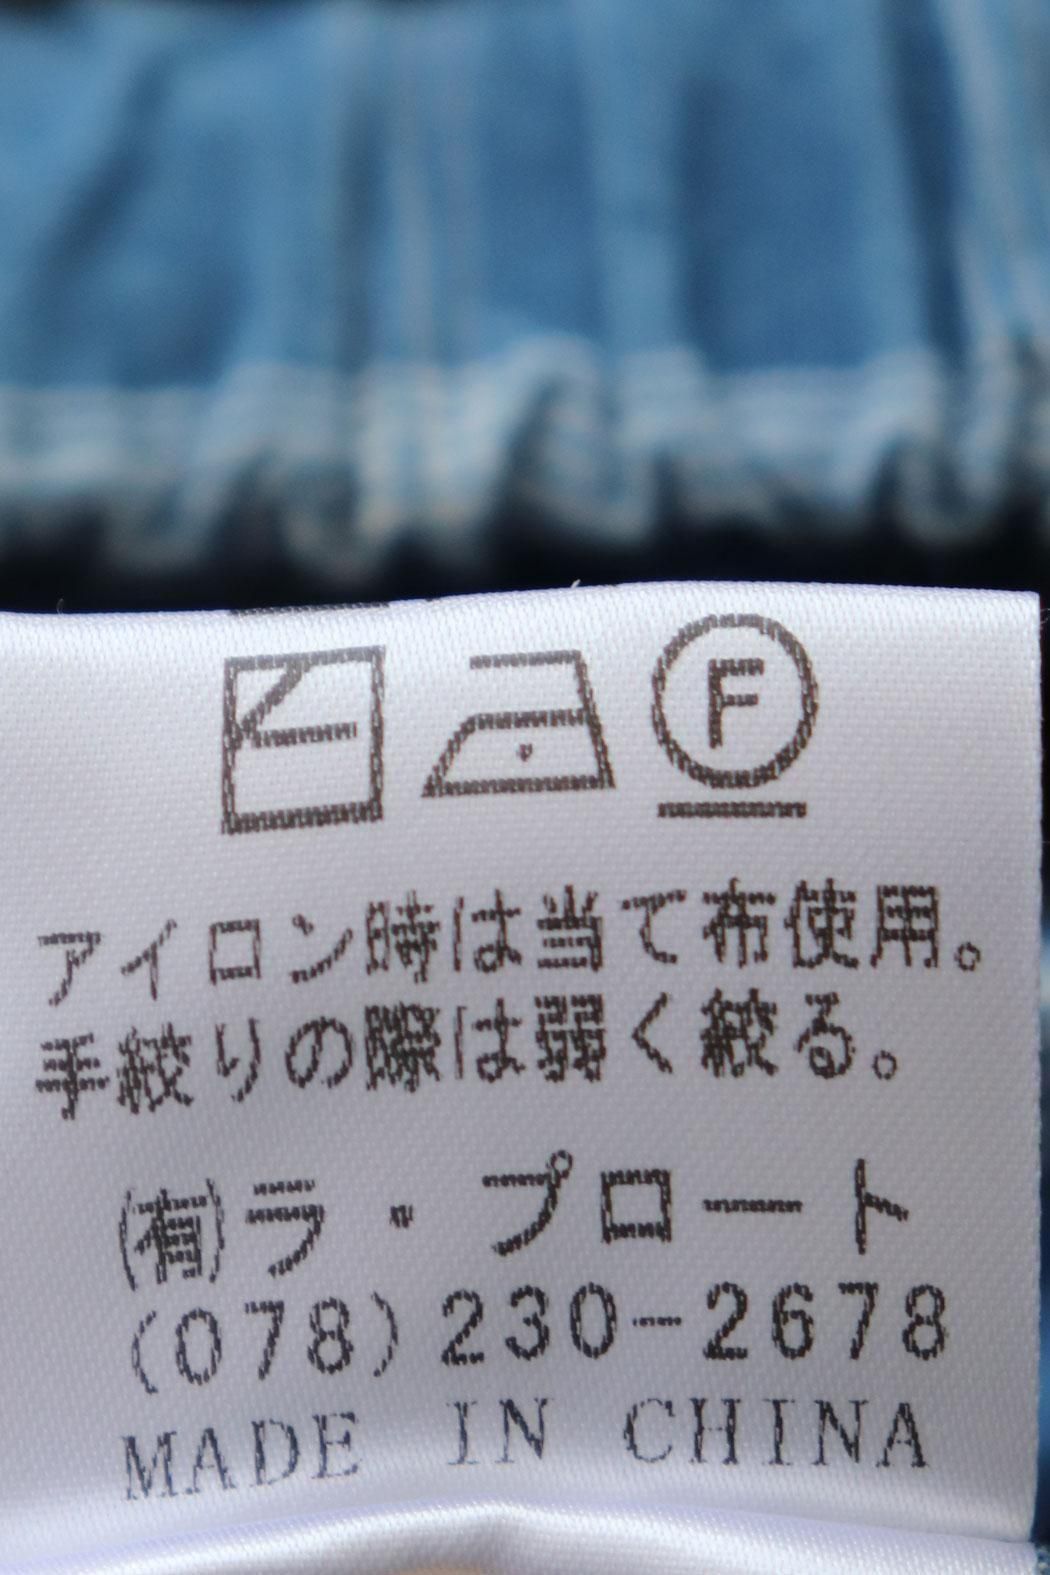 F
アイロン時は当て布使用。
手絞りの際は弱く絞る。
(有)ラ・プロート
(078)230-2678
MADE IN CHINA